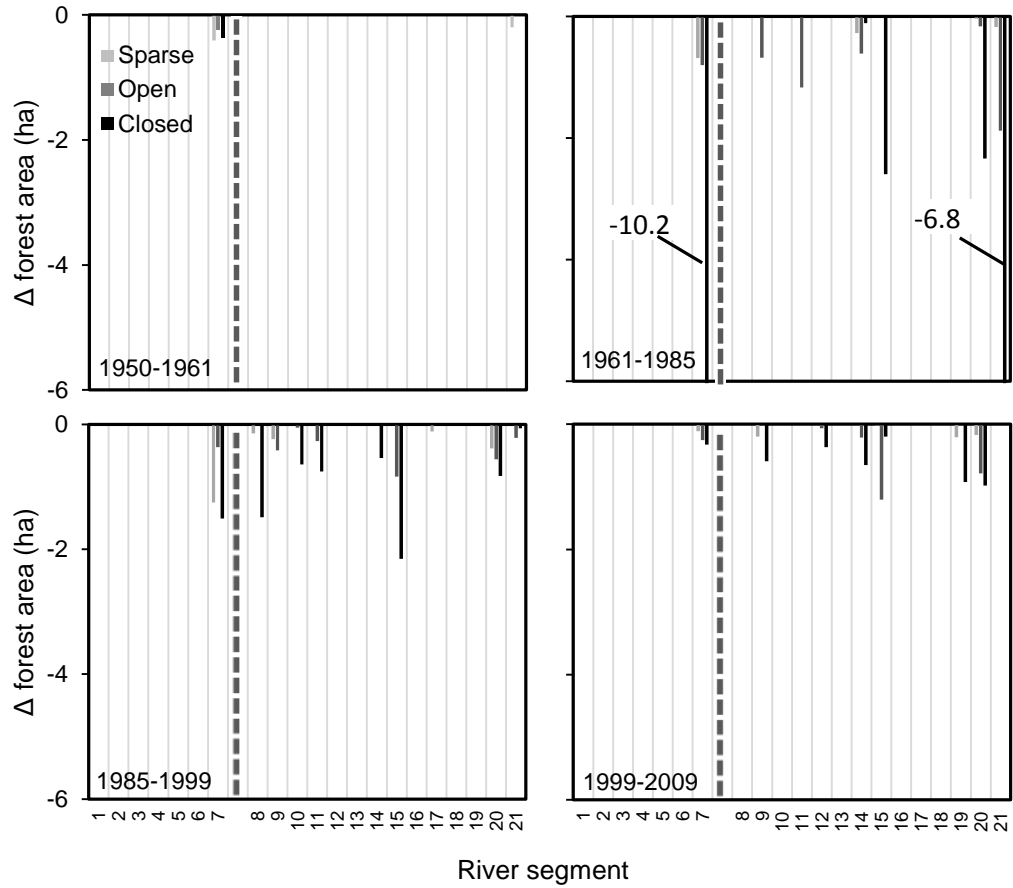 0
-2
-4
-6
Δ forest area (ha)
Sparse
Open
Closed
1950-1961
-10.2
-6.8
1961-1985
0
-2
-4
-6
Δ forest area (ha)
1985-1999
1 2 3 4 5 6 7 8 9 10 11 12 13 14 15 16 17 18 19 20 21
1999-2009
1 2 3 4 5 6 7 8 9 10 11 12 13 14 15 16 17 18 19 20 21
River segment